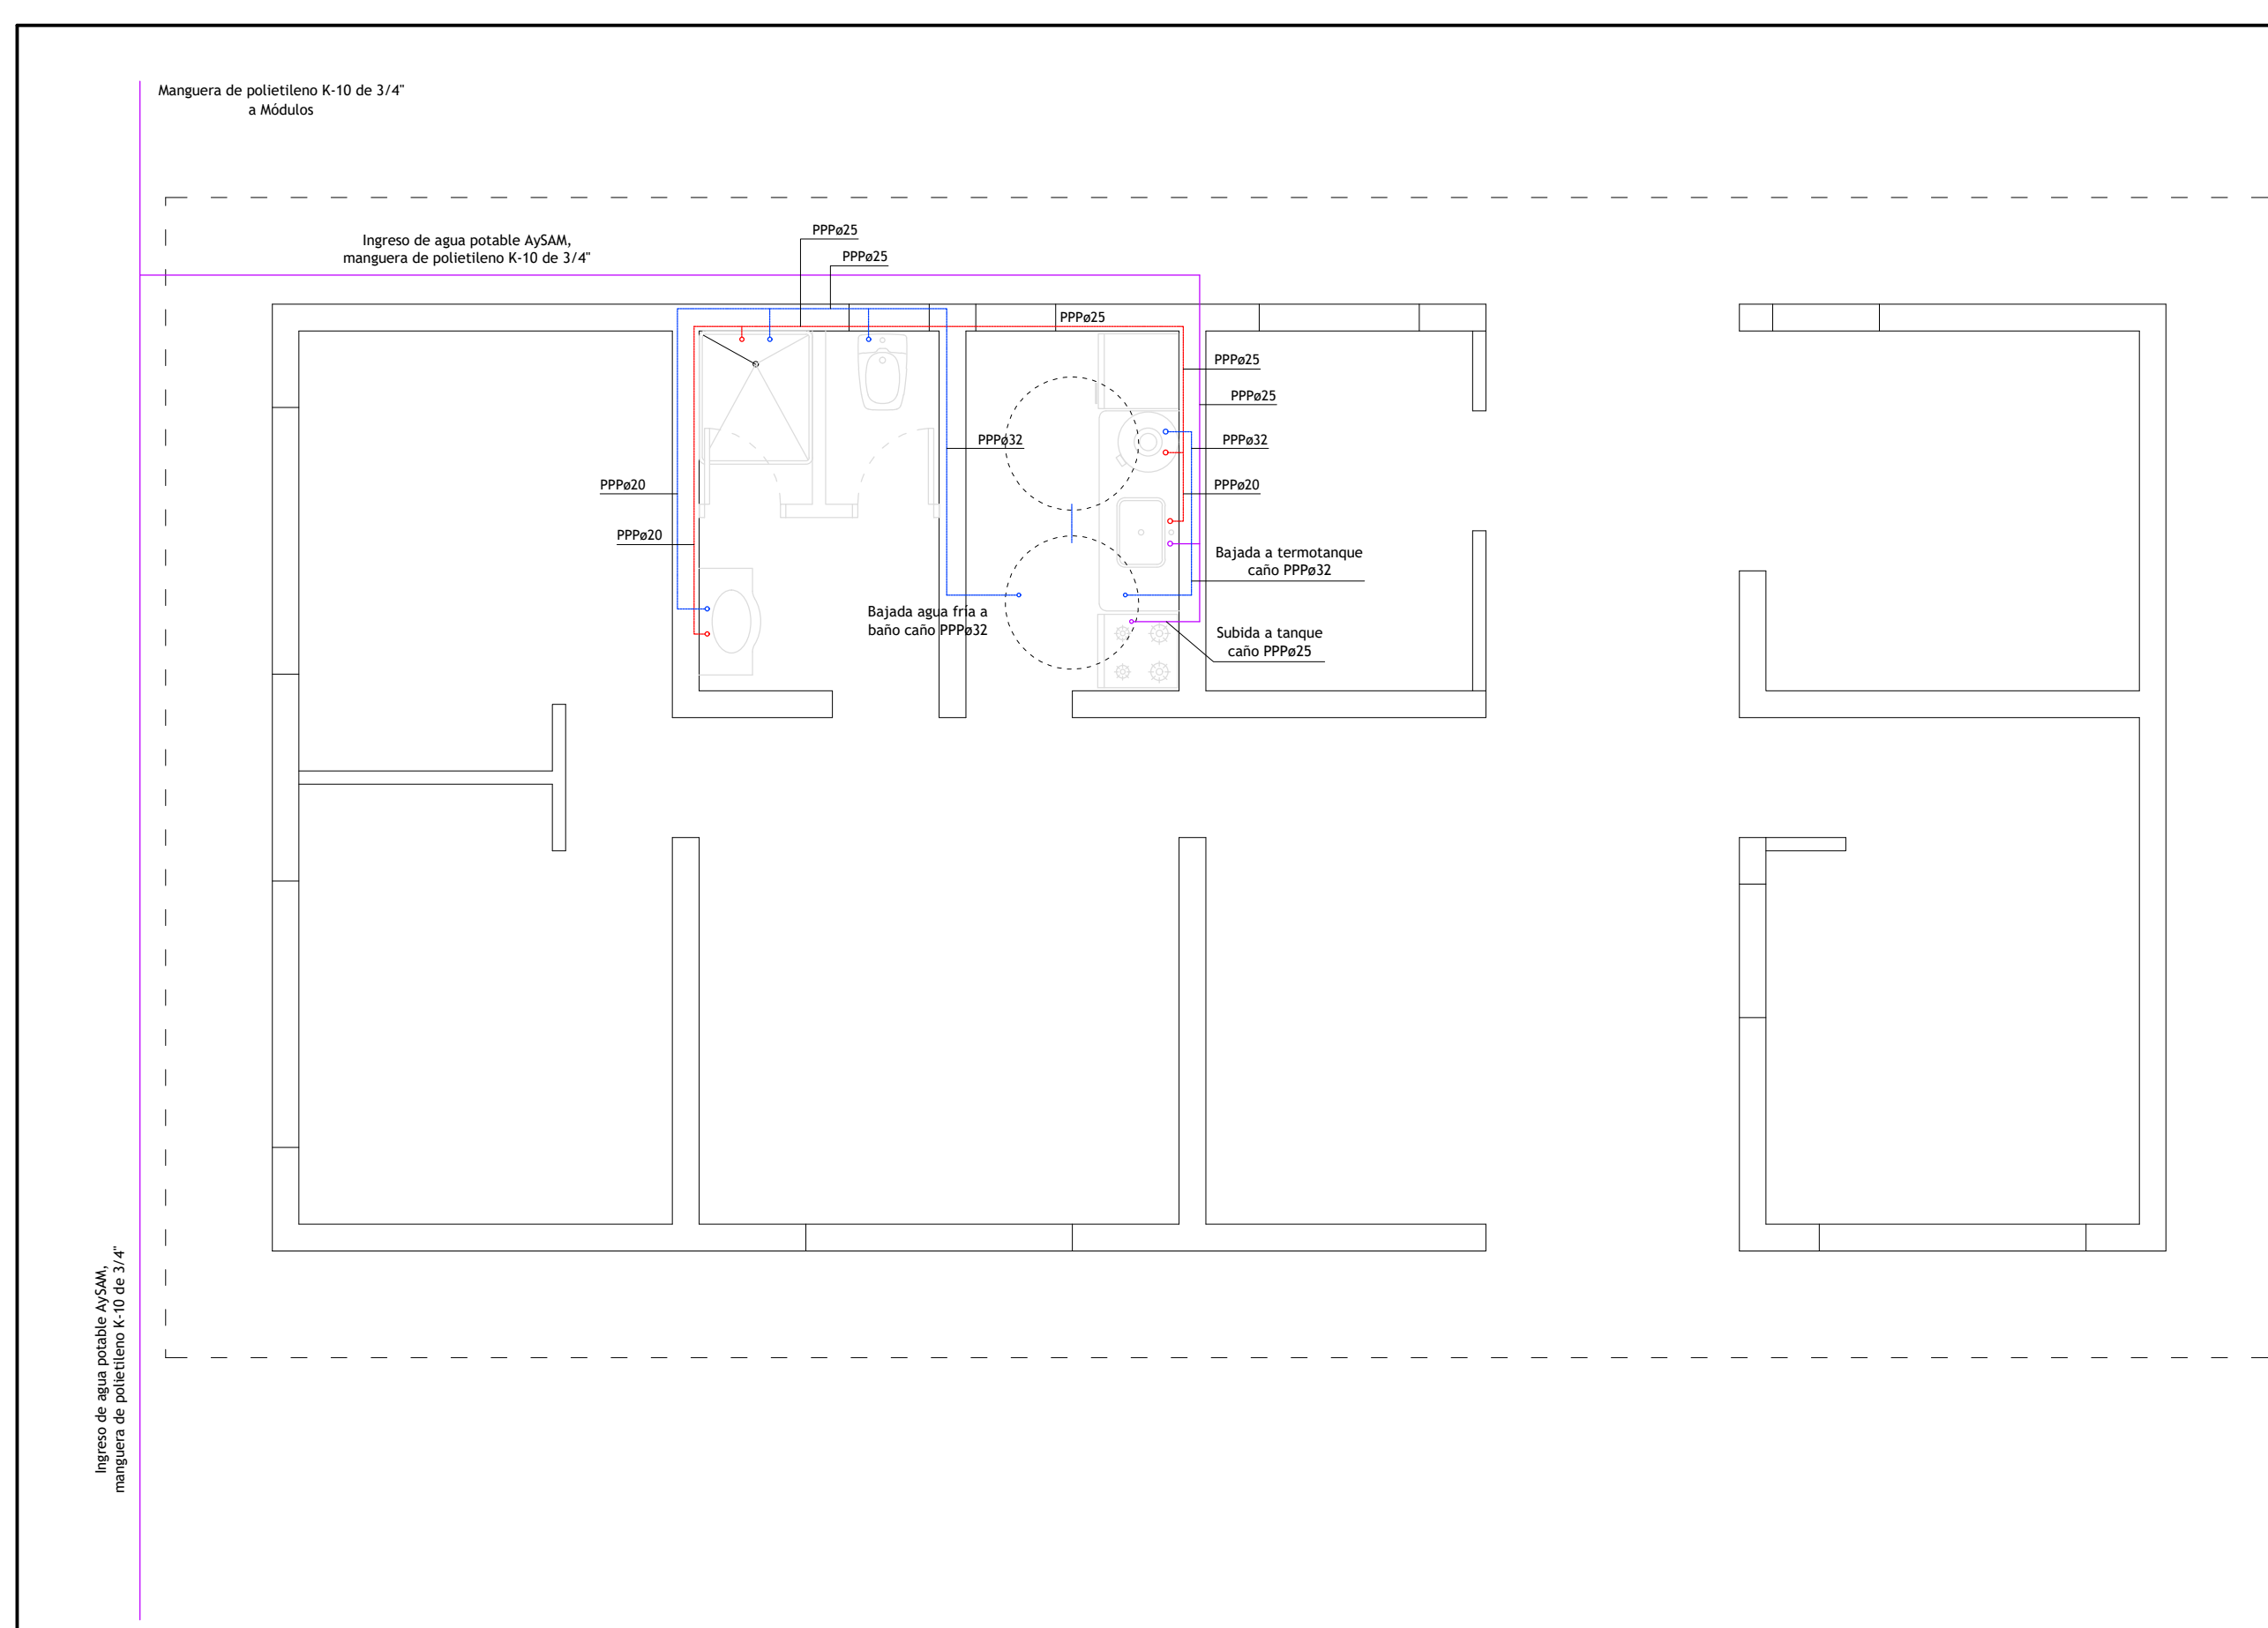 Manguera de polietileno K-10 de 3/4"
a Módulos
Ingreso de agua potable AySAM,
manguera de polietileno K-10 de 3/4"
PPPø25
PPPø25
PPPø25
PPPø25
PPPø25
PPPø32
PPPø32
PPPø20
PPPø20
PPPø20
Bajada a termotanque
caño PPPø32
Bajada agua fría a
baño caño PPPø32
Subida a tanque
caño PPPø25
Ingreso de agua potable AySAM,
manguera de polietileno K-10 de 3/4"